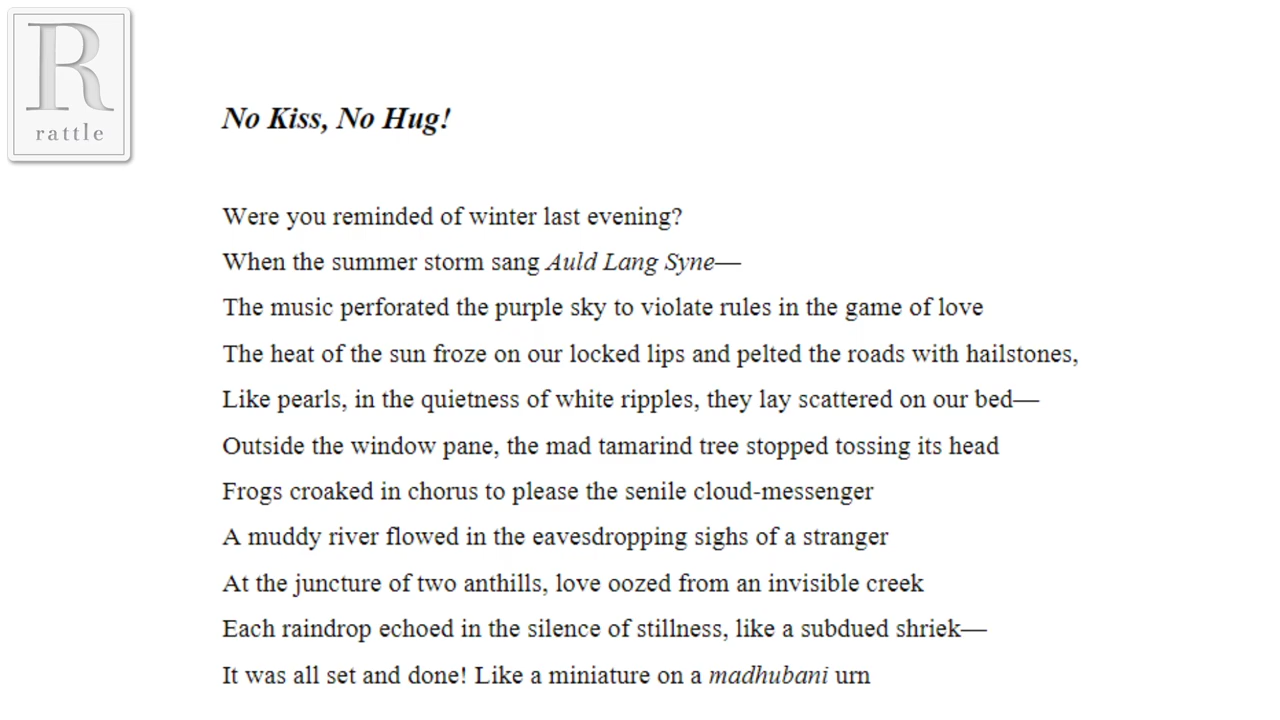 R
rattle
No Kiss, No Hug!
Were you reminded of winter last evening?
When the summer storm sang Auld Lang Syne—
The music perforated the purple sky to violate rules in the game of love
The heat of the sun froze on our locked lips and pelted the roads with hailstones,
Like pearls, in the quietness of white ripples, they lay scattered on our bed—
Outside the window pane, the mad tamarind tree stopped tossing its head
Frogs croaked in chorus to please the senile cloud-messenger
A muddy river flowed in the eavesdropping sighs of a stranger
At the juncture of two anthills, love oozed from an invisible creek
Each raindrop echoed in the silence of stillness, like a subdued shriek—
It was all set and done! Like a miniature on a madhubani urn